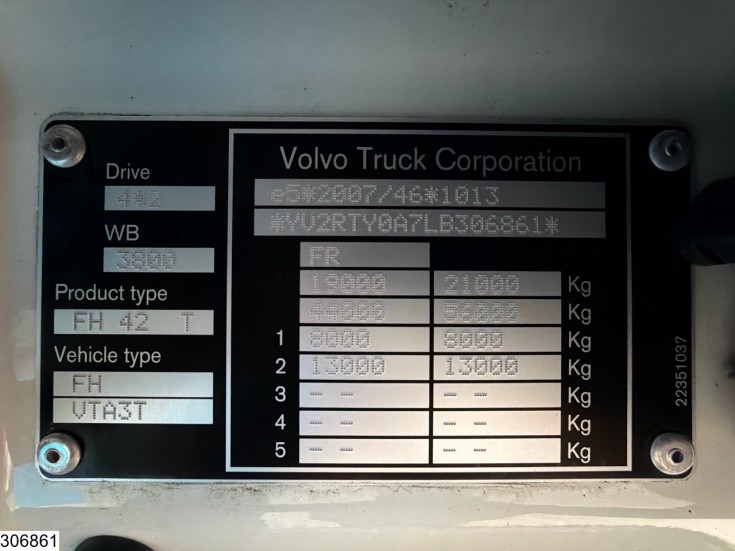 Drive
4*2
WB
3800
Product type
FH 42 T
Vehicle type
FH
VTA3T
Volvo Truck Corporation
e5*2007/46*1013
*YV2RTY0A7LB306861*
FR
19000 21000 Kg
44000 Kg
1 8000 8000 Kg
2 13000 13000 Kg
3 -- -- Kg
4 -- -- Kg
5 -- -- Kg
22351037
306861